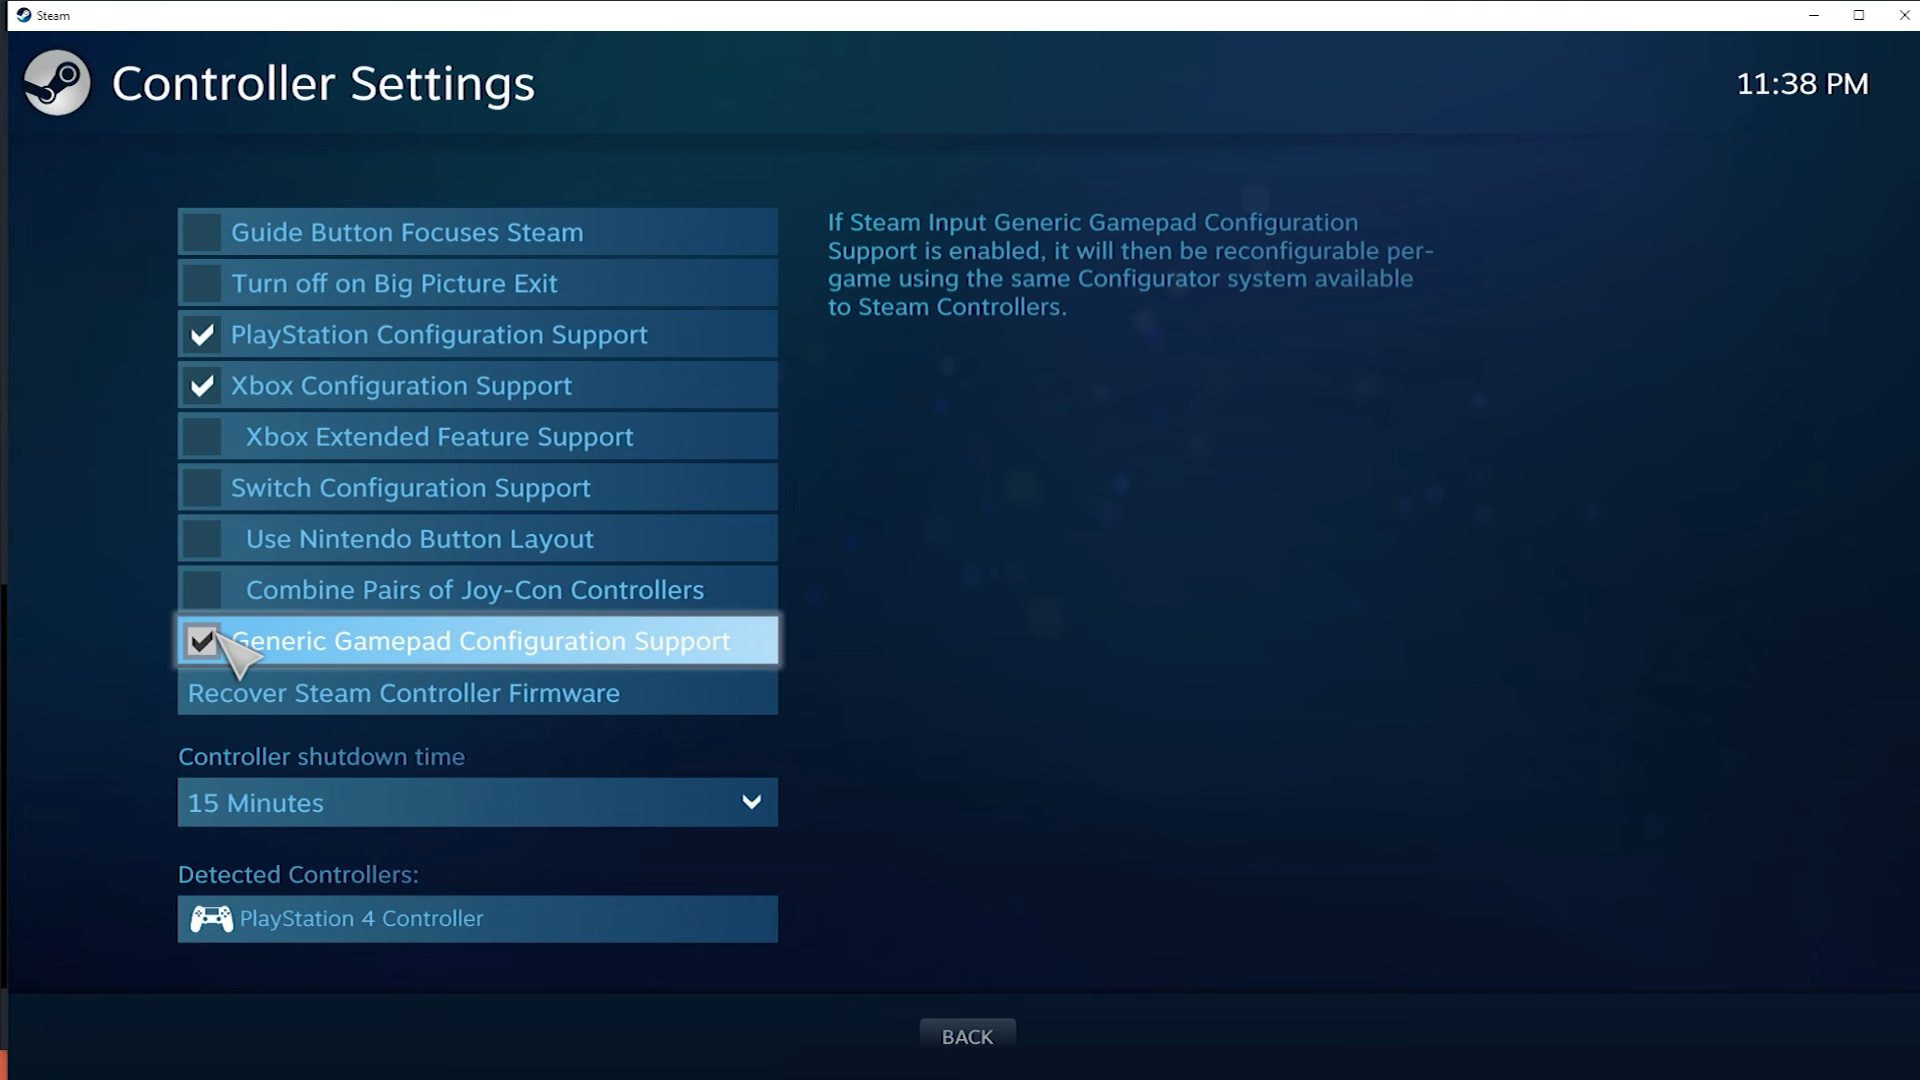 Steam
Controller Settings
11:38 PM
Guide Button Focuses Steam
Turn off on Big Picture Exit
PlayStation Configuration Support
Xbox Configuration Support
Xbox Extended Feature Support
Switch Configuration Support
Use Nintendo Button Layout
Combine Pairs of Joy-Con Controllers
Generic Gamepad Configuration Support
Recover Steam Controller Firmware
Controller shutdown time
15 Minutes
Detected Controllers:
PlayStation 4 Controller
If Steam Input Generic Gamepad Configuration
Support is enabled, it will then be reconfigurable per-
game using the same Configurator system available
to Steam Controllers.
BACK